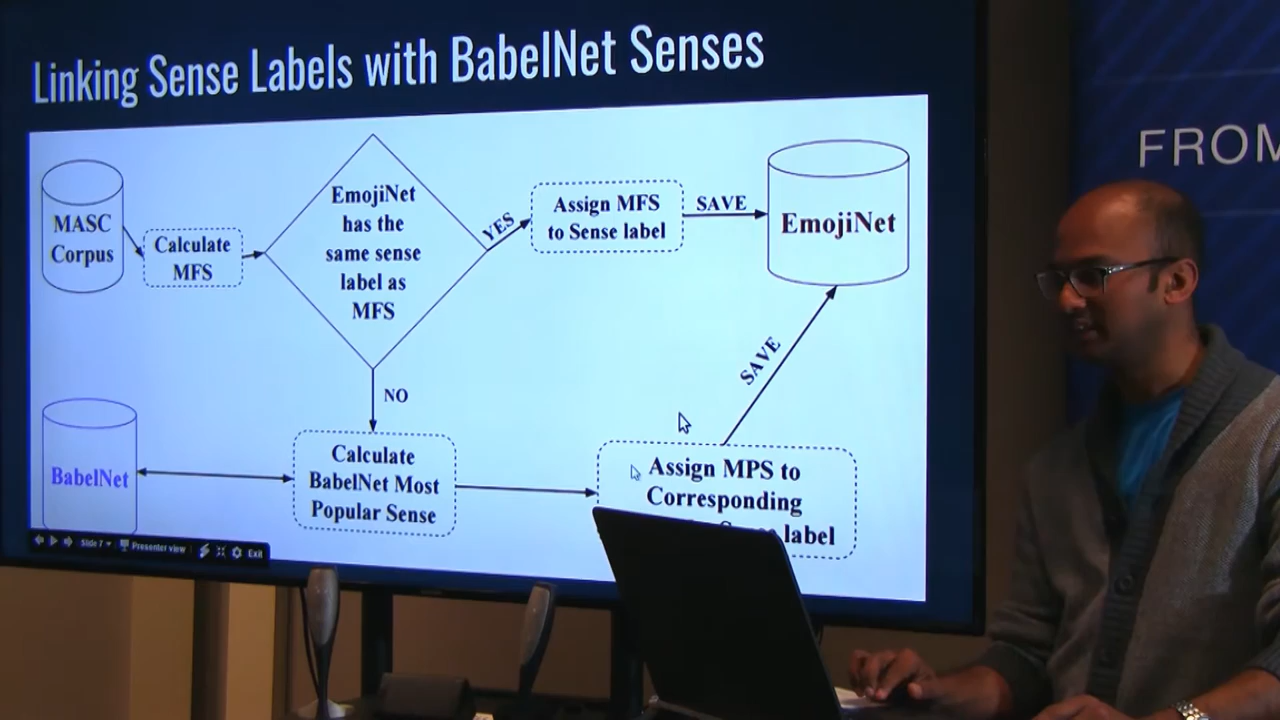 Linking Sense Labels with BabelNet Senses
MASC
Corpus
Calculate
MFS
EmojiNet
has the
same sense
label as
MFS
YES
Assign MFS
to Sense label
SAVE
EmojiNet
NO
SAVE
BabelNet
Calculate
BabelNet Most
Popular Sense
Assign MPS to
Corresponding
label
Slide 7
Presenter view
Exit
FROM